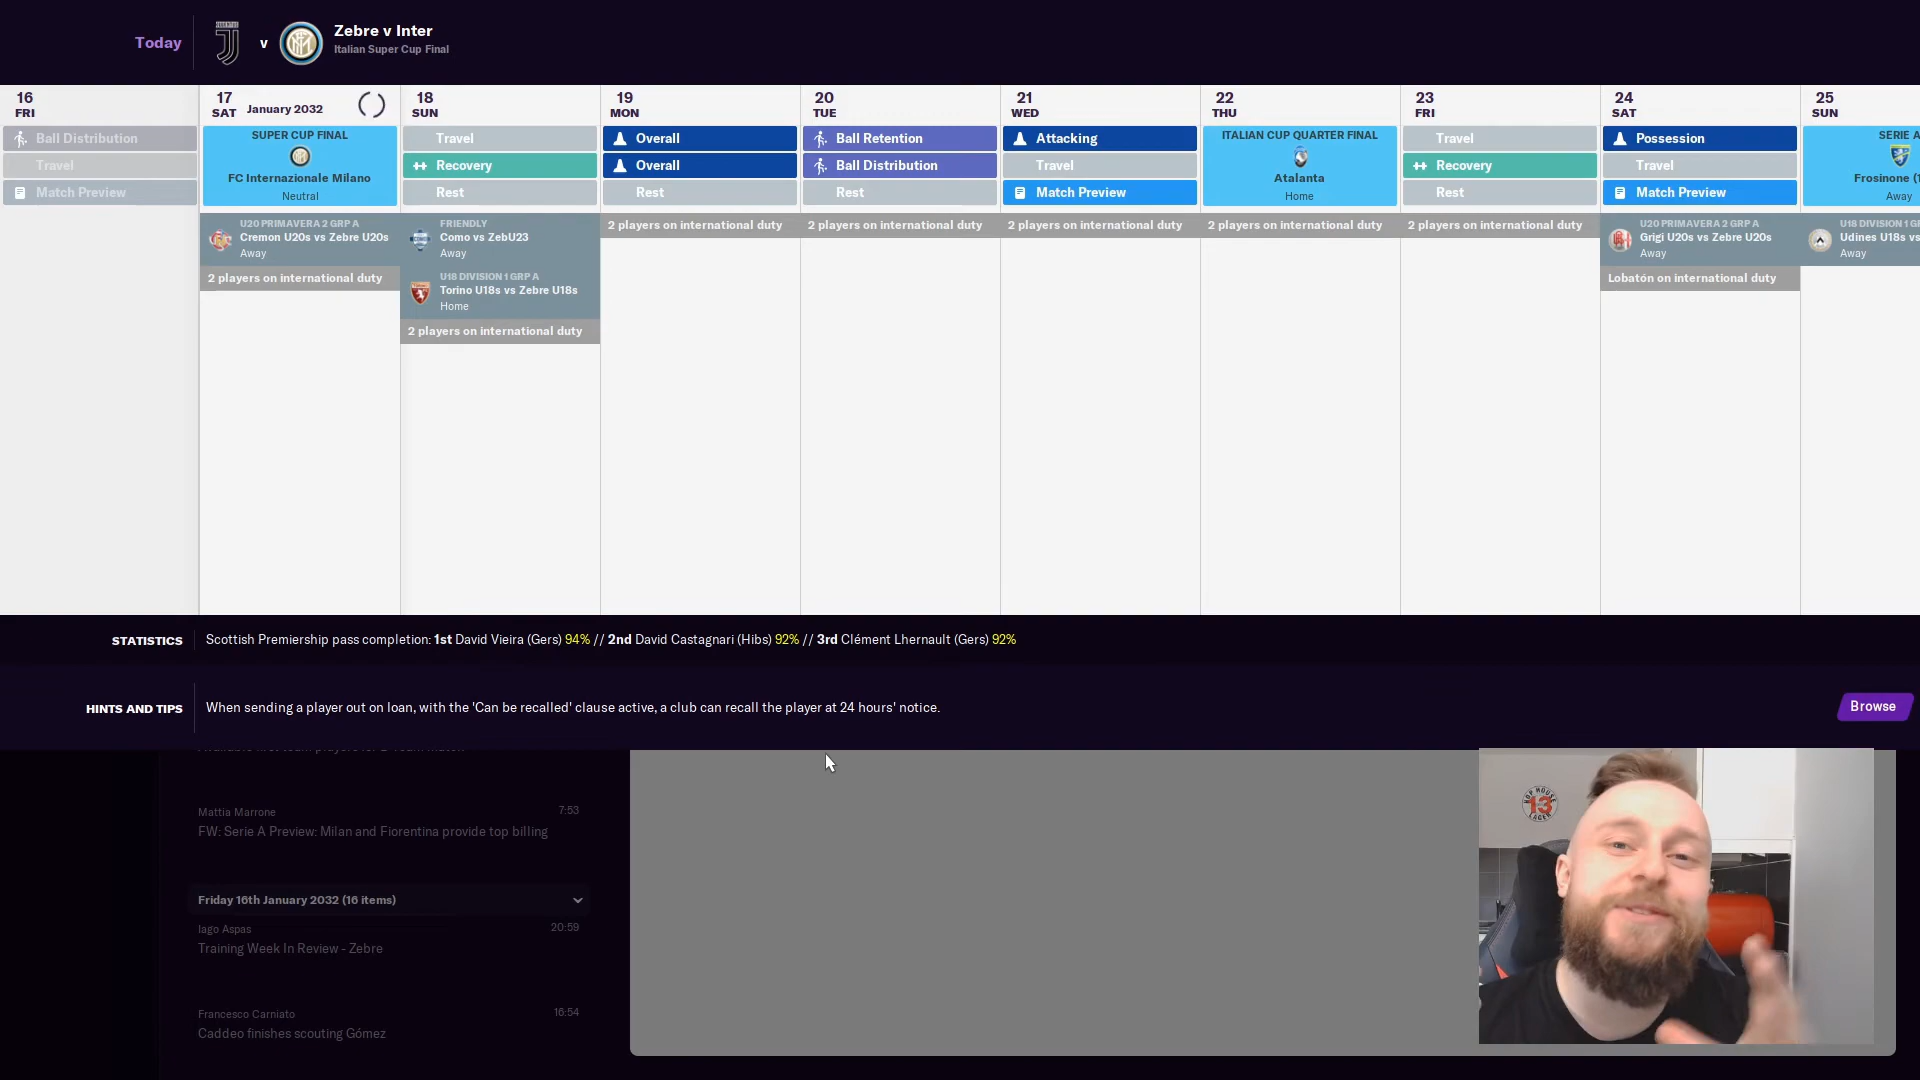 Today
JUVENTUS
v
Zebre v Inter
Italian Super Cup Final
16
FRI
Ball Distribution
Travel
Match Preview
17
SAT January 2032
SUPER CUP FINAL
FC Internazionale Milano
Neutral
U20 PRIMAVERA 2 GRP A
Cremon U20s vs Zebre U20s
Away
2 players on international duty
18
SUN
Travel
Recovery
Rest
FRIENDLY
Como vs ZebU23
Away
U18 DIVISION 1 GRP A
Torino U18s vs Zebre U18s
Home
2 players on international duty
19
MON
Overall
Overall
Rest
2 players on international duty
20
TUE
Ball Retention
Ball Distribution
Rest
2 players on international duty
21
WED
Attacking
Travel
Match Preview
2 players on international duty
22
THU
ITALIAN CUP QUARTER FINAL
Atalanta
Home
2 players on international duty
23
FRI
Travel
Recovery
Rest
2 players on international duty
24
SAT
Possession
Travel
Match Preview
U20 PRIMAVERA 2 GRP A
Grigi U20s vs Zebre U20s
Away
Lobatón on international duty
25
SUN
SERIE A
Frosinone (1
Away
U18 DIVISION 1 G
Udines U18s vs
Away
STATISTICS
Scottish Premiership pass completion: 1st David Vieira (Gers) 94% // 2nd David Castagnari (Hibs) 92% // 3rd Clément Lhernault (Gers) 92%
HINTS AND TIPS
When sending a player out on loan, with the 'Can be recalled' clause active, a club can recall the player at 24 hours' notice.
Browse
Mattia Marrone
7:53
FW: Serie A Preview: Milan and Fiorentina provide top billing
Friday 16th January 2032 (16 items)
Iago Aspas
20:59
Training Week In Review - Zebre
Francesco Carniato
16:54
Caddeo finishes scouting Gómez
HOP HOUSE
13
LAGER